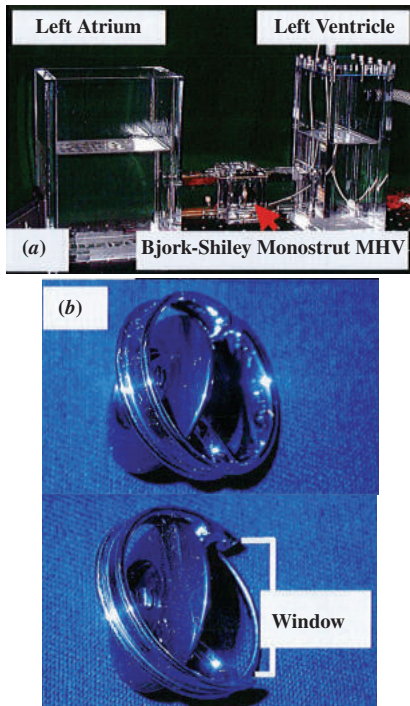 Left Atrium
Left Ventricle
(a)
Bjork-Shiley Monostrut MHV
(b)
Window